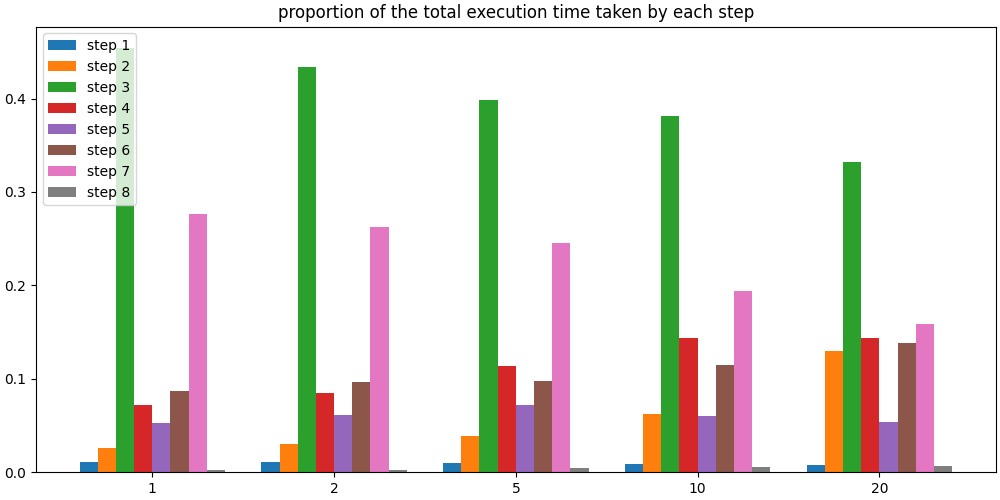 proportion of the total execution time taken by each step
step 1
step 2
step 3
step 4
step 5
step 6
step 7
step 8
0.4
0.3
0.2
0.1
0.0
1 2 5 10 20